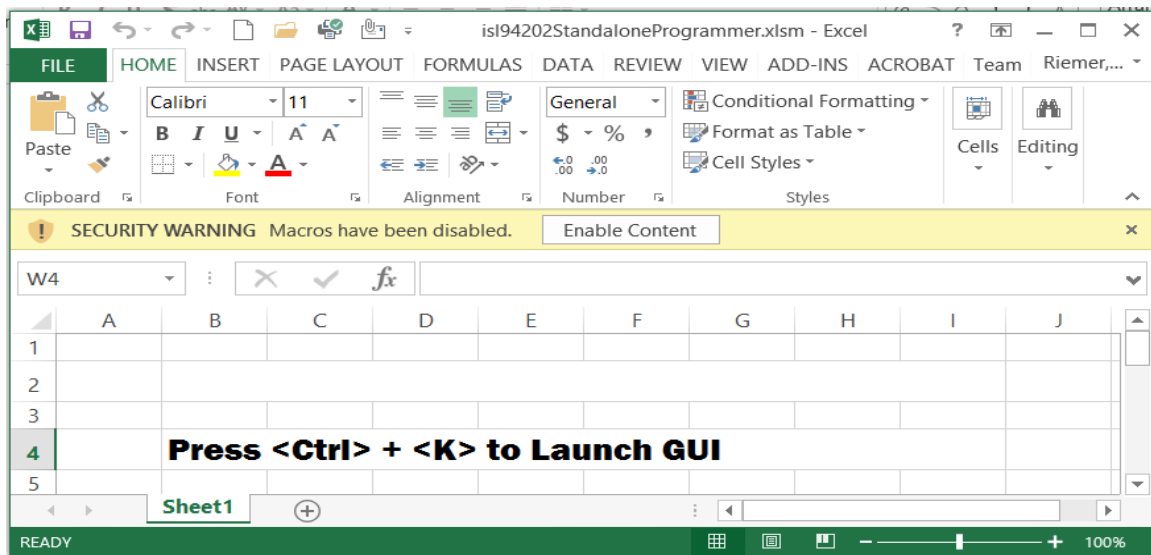 isl94202StandaloneProgrammer.xlsm - Excel ?
FILE HOME INSERT PAGE LAYOUT FORMULAS DATA REVIEW VIEW ADD-INS ACROBAT Team Riemer,...
Calibri 11 General Conditional Formatting
B I U A A $ % , Format as Table
Paste A .00 .00 Cell Styles Cells Editing
Clipboard Font Alignment Number Styles
SECURITY WARNING Macros have been disabled. Enable Content
W4 fx
A B C D E F G H I J
1
2
3
4 Press <Ctrl> + <K> to Launch GUI
5
Sheet1
READY 100%